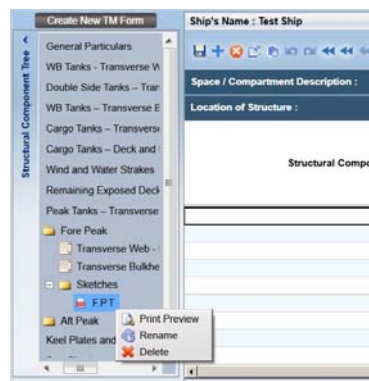 Create New TM Form
Ship's Name : Test Ship
Structural Component Tree
General Particulars
WB Tanks - Transverse W
Double Side Tanks – Tran
WB Tanks – Transverse E
Cargo Tanks – Transvers
Cargo Tanks – Deck and
Wind and Water Strakes
Remaining Exposed Deck
Peak Tanks – Transverse
Fore Peak
Transverse Web -
Transverse Bulkhe
Sketches
FPT
Aft Peak
Keel Plates and
Print Preview
Rename
Delete
Space / Compartment Description :
Location of Structure :
Structural Compo